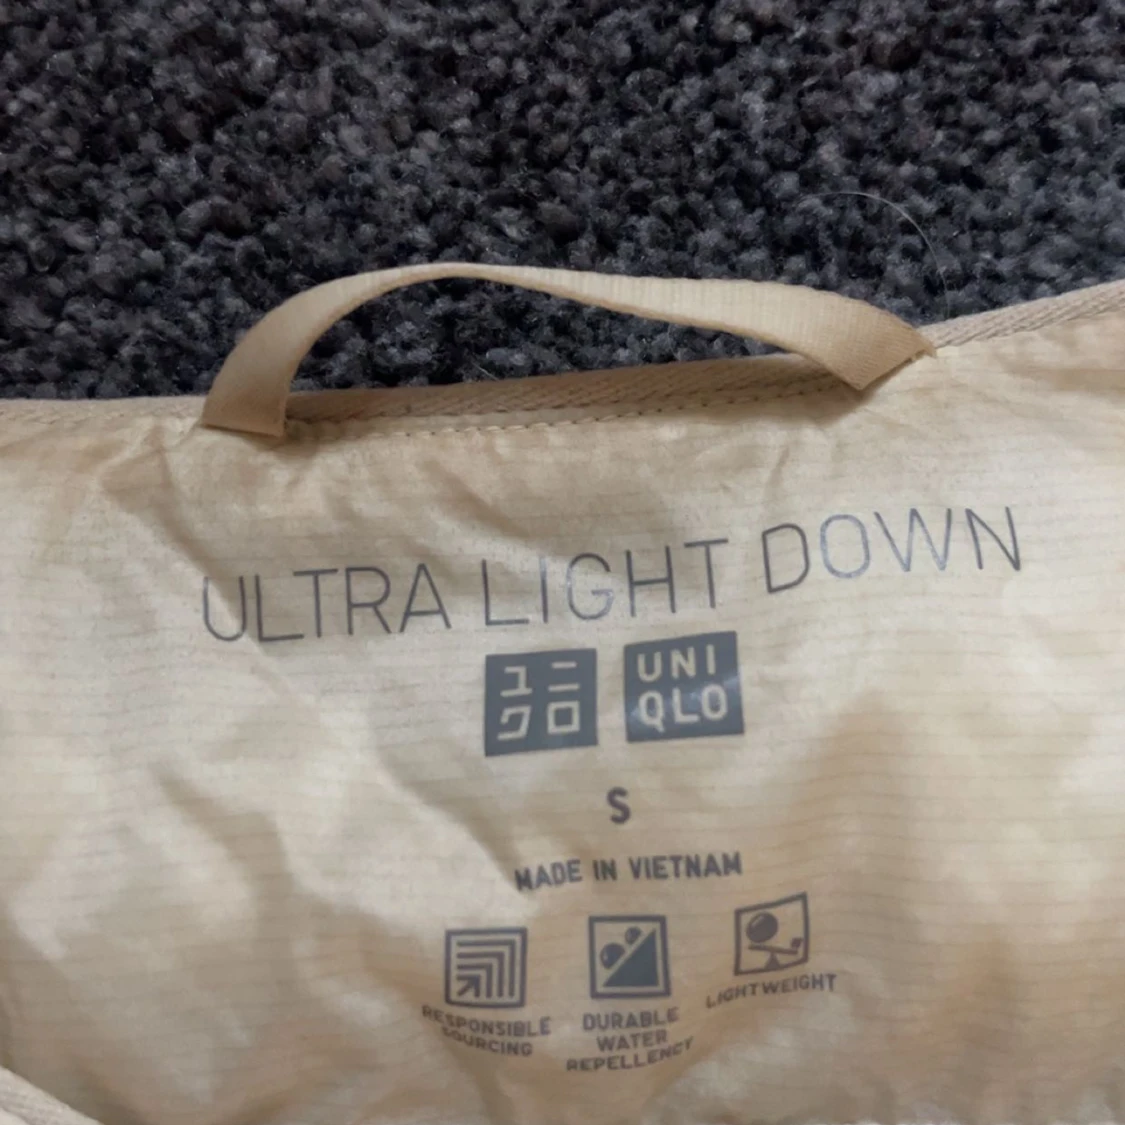 ULTRA LIGHT DOWN
ユニ
クロ
UNI
QLO
S
MADE IN VIETNAM
RESPONSIBLE
SOURCING
DURABLE
WATER
REPELLENCY
LIGHTWEIGHT